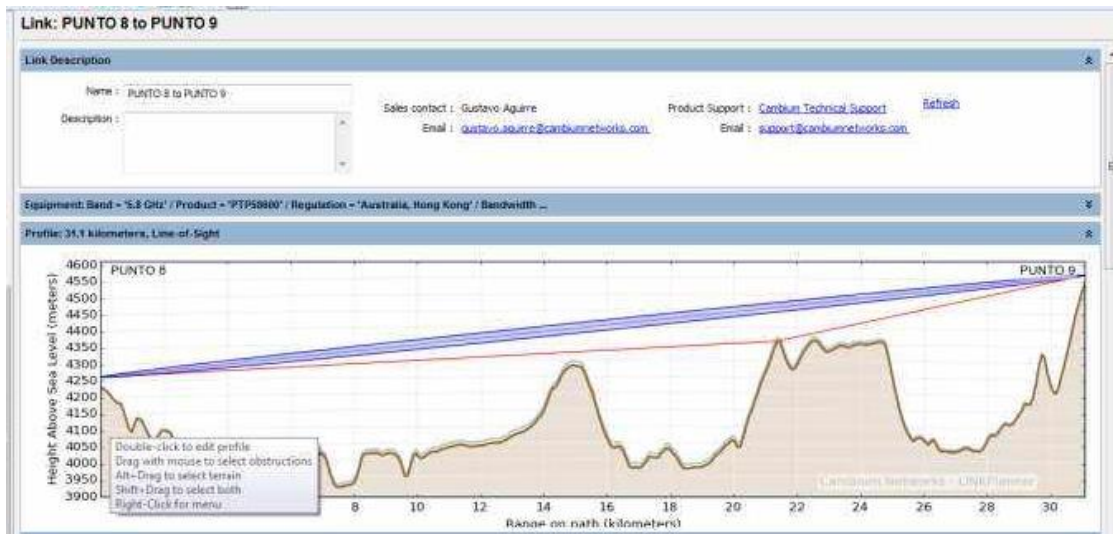 Link: PUNTO 8 to PUNTO 9
Link Description
Name : PUNTO 8 to PUNTO 9
Description :
Sales contact : Gustavo Aguirre
Email : gustavo.aguirre@cambiumnetworks.com
Product Support : Cambium Technical Support
Email : support@cambiumnetworks.com
Refresh
Equipment: Band = '5.8 GHz' / Product = 'PTP58600' / Regulation = 'Australia, Hong Kong' / Bandwidth ...
Profile: 31.1 kilometers, Line-of-Sight
Height Above Sea Level (meters)
4600
4550
4500
4450
4400
4350
4300
4250
4200
4150
4100
4050
4000
3950
3900
PUNTO 8
PUNTO 9
Double-click to edit profile
Drag with mouse to select obstructions
Alt+Drag to select terrain
Shift+Drag to select both
Right-Click for menu
Cambium Networks - LINKPlanner
8 10 12 14 16 18 20 22 24 26 28 30
Range on path (kilometers)